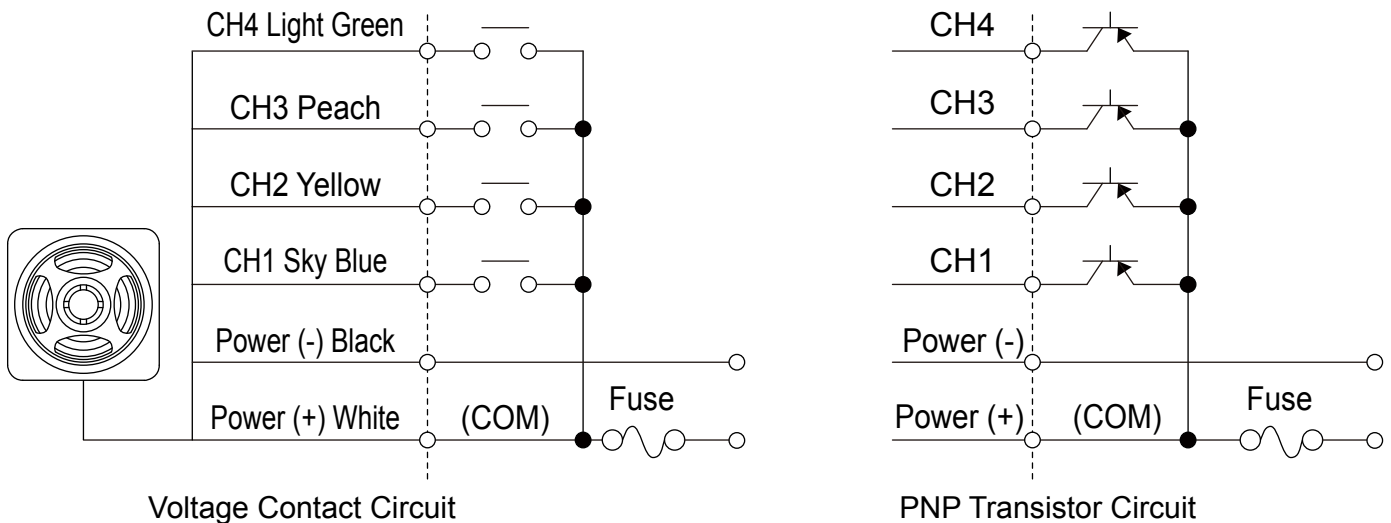 CH4 Light Green
CH3 Peach
CH2 Yellow
CH1 Sky Blue
Power (-) Black
Power (+) White
(COM)
Fuse
Voltage Contact Circuit
CH4
CH3
CH2
CH1
Power (-)
Power (+)
(COM)
Fuse
PNP Transistor Circuit